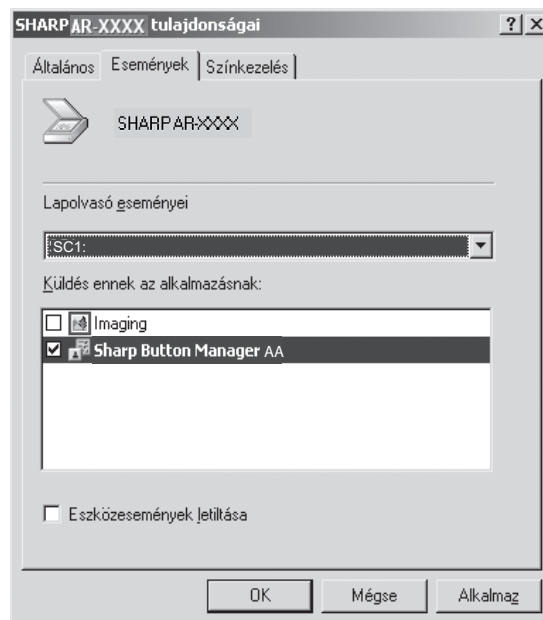 SHARP AR-XXXX tulajdonságai ? ×
Általános Események Színkezelés
SHARP AR-XXXX
Lapolvasó eseményei
SC1:
Küldés ennek az alkalmazásnak:
Imaging
Sharp Button Manager AA
Eszközesemények letiltása
OK Mégse Alkalmaz